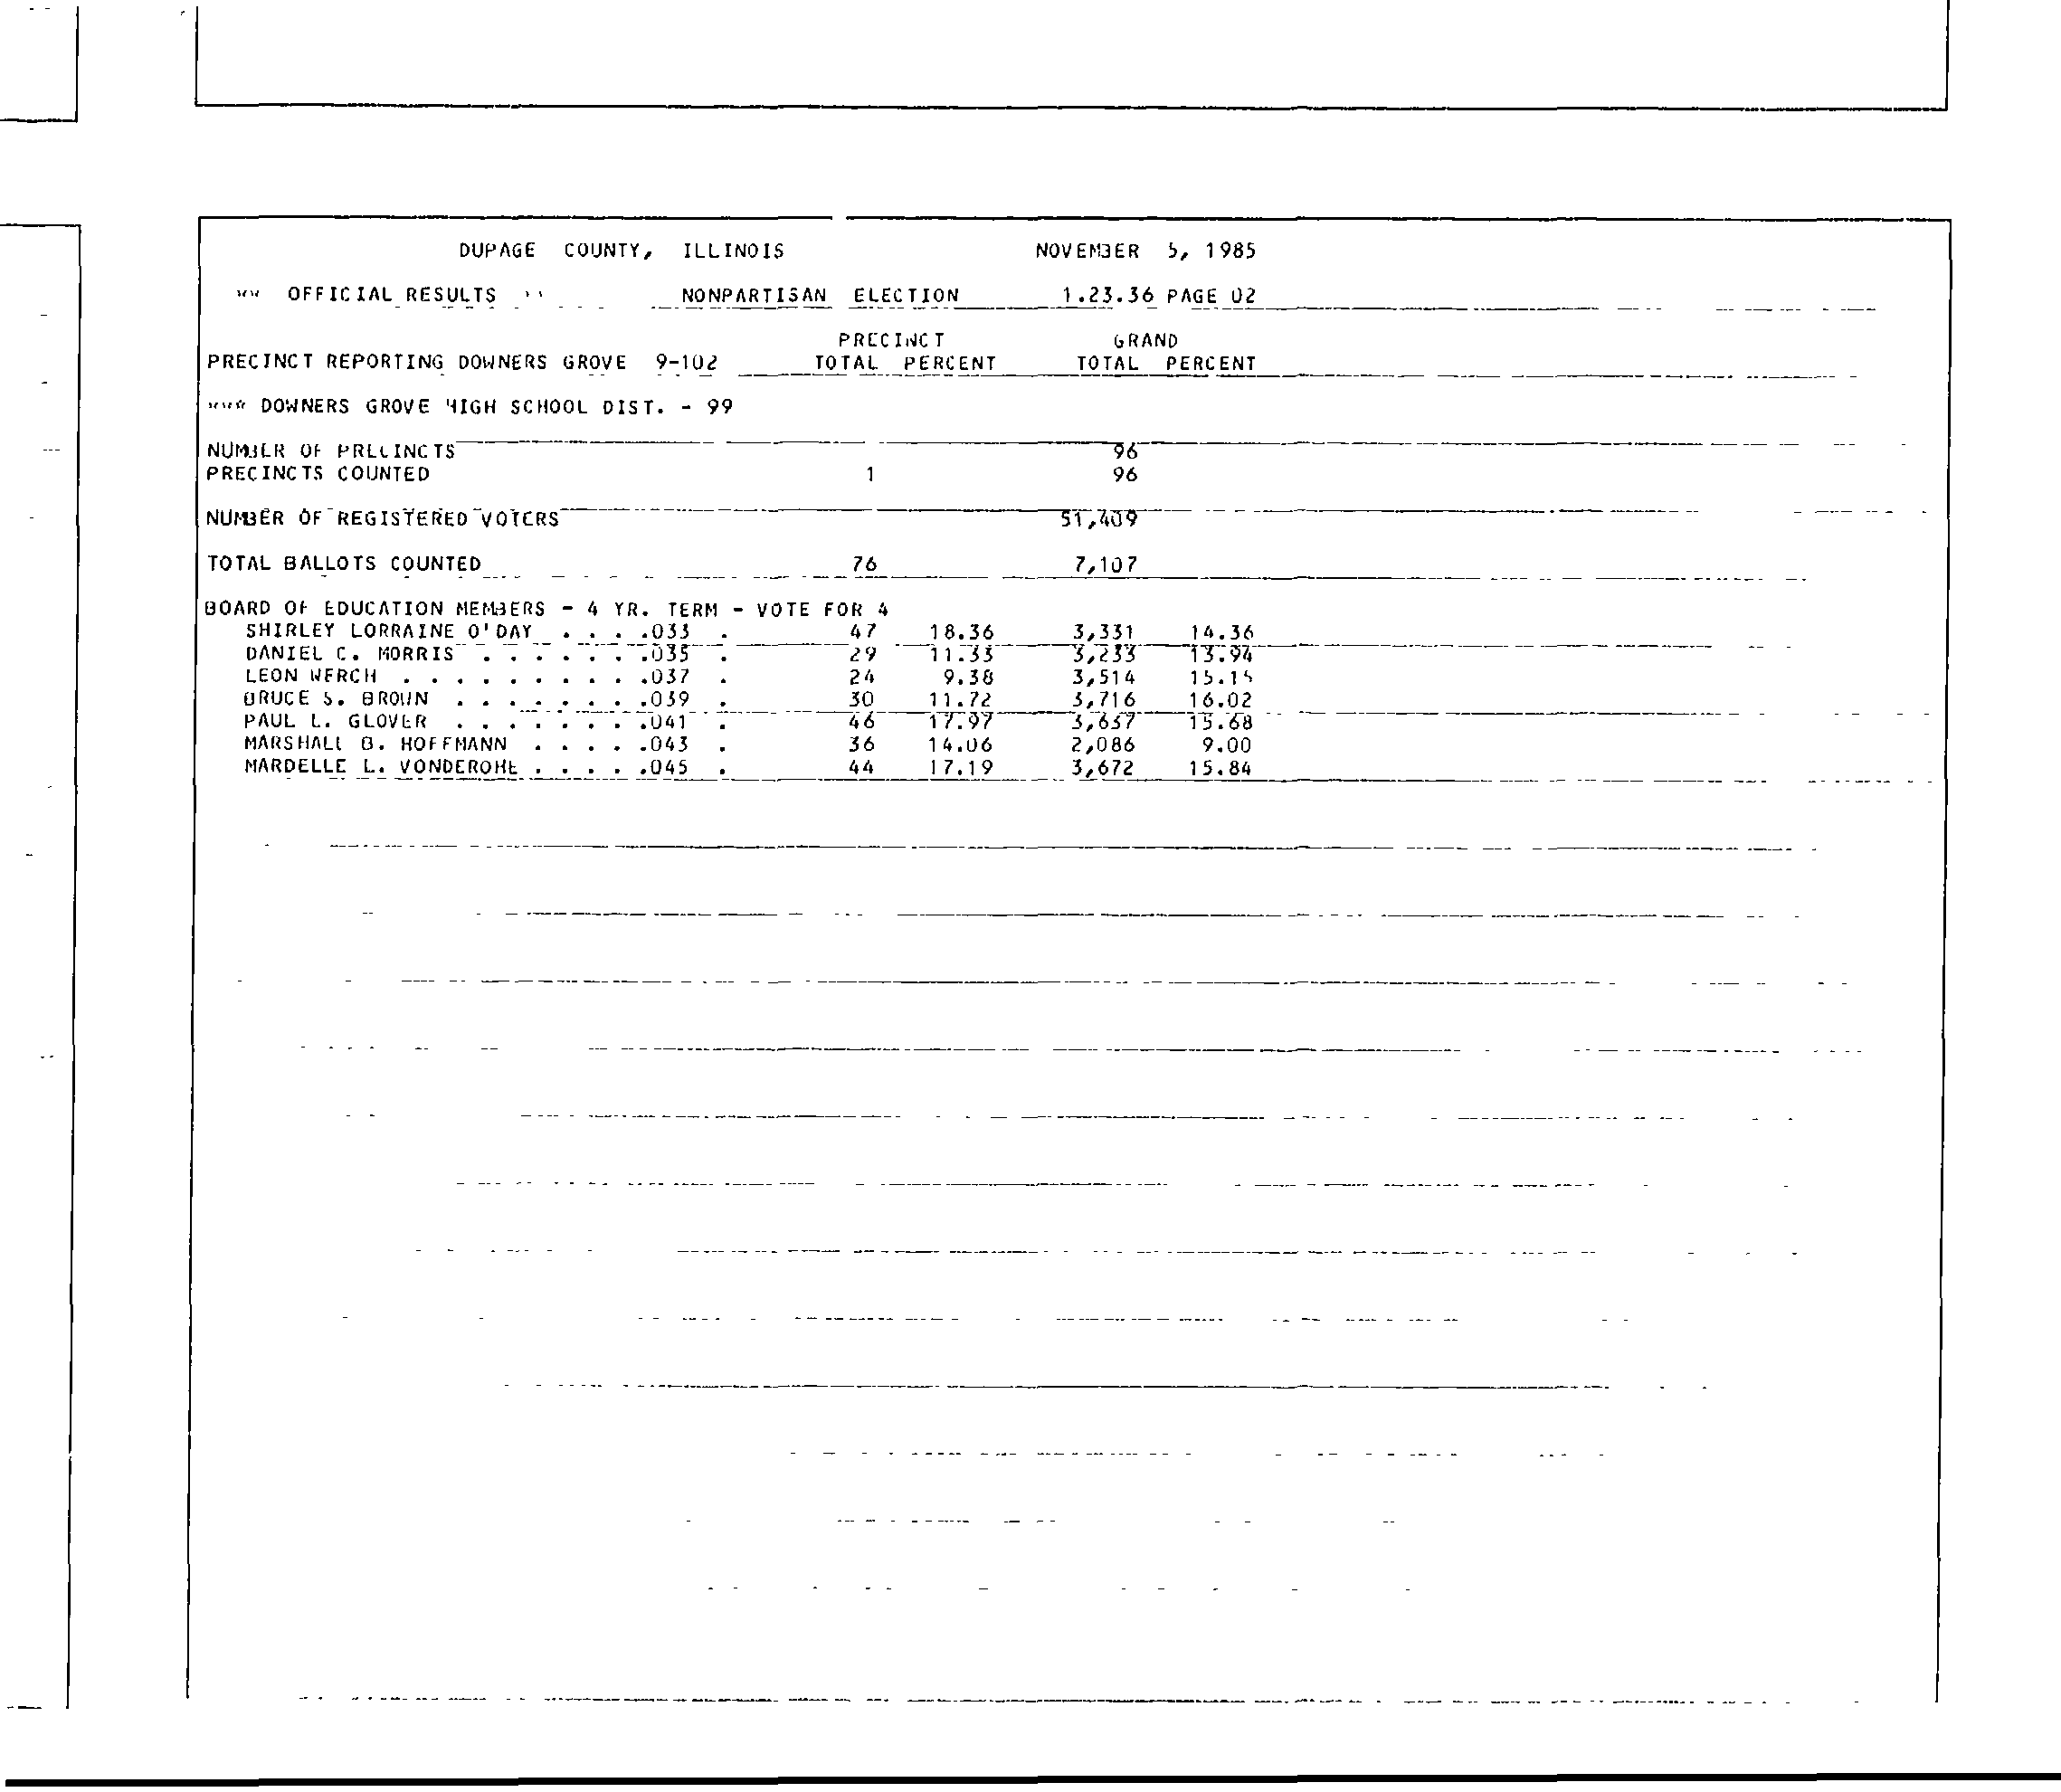 DUPAGE COUNTY, ILLINOIS NOVEMBER 5, 1985
** OFFICIAL RESULTS ** NONPARTISAN ELECTION 1.23.36 PAGE 02
PRECINCT GRAND
PRECINCT REPORTING DOWNERS GROVE 9-102 TOTAL PERCENT TOTAL PERCENT
*** DOWNERS GROVE HIGH SCHOOL DIST. - 99
NUMBER OF PRECINCTS 96
PRECINCTS COUNTED 1 96
NUMBER OF REGISTERED VOTERS 51,409
TOTAL BALLOTS COUNTED 76 7,107
BOARD OF EDUCATION MEMBERS - 4 YR. TERM - VOTE FOR 4
SHIRLEY LORRAINE O'DAY . . . .033 . 47 18.36 3,331 14.36
DANIEL C. MORRIS . . . . . . .035 . 29 11.33 3,233 13.94
LEON WERCH . . . . . . . . . .037 . 24 9.38 3,514 15.15
BRUCE S. BROWN . . . . . . . .039 . 30 11.72 3,716 16.02
PAUL L. GLOVER . . . . . . . .041 . 46 17.97 3,637 15.68
MARSHALL B. HOFFMANN . . . . .043 . 36 14.06 2,086 9.00
MARDELLE L. VONDEROHE . . . . .045 . 44 17.19 3,672 15.84